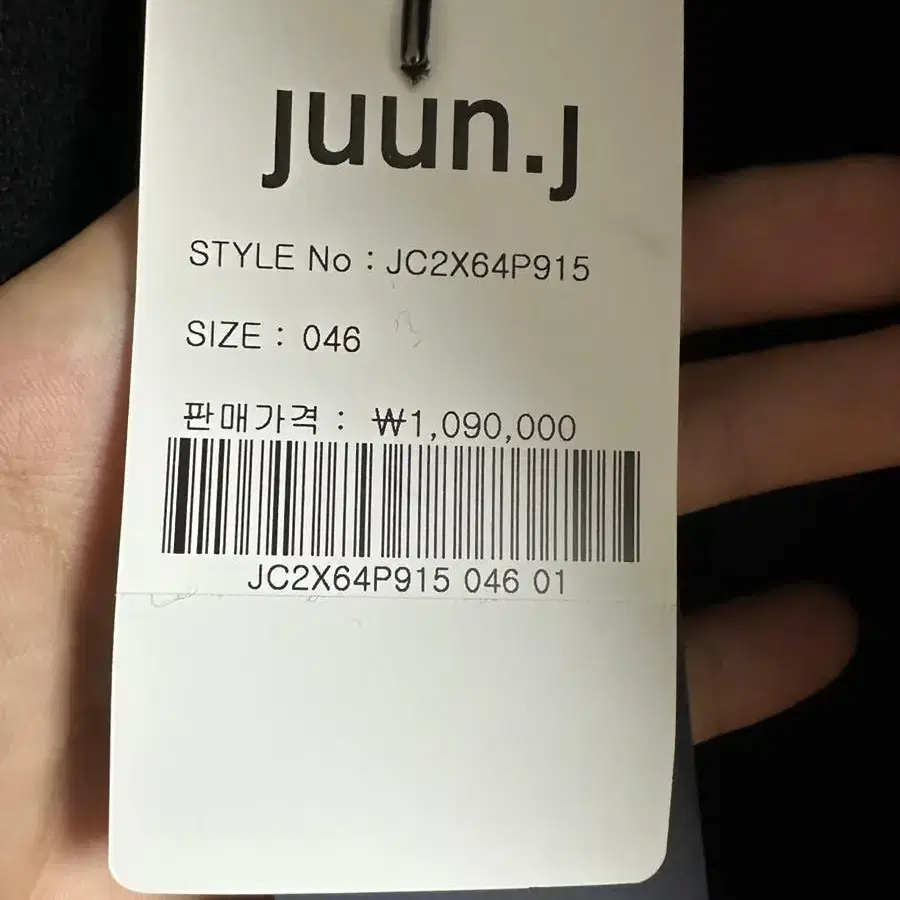 juun.j
STYLE No : JC2X64P915
SIZE : 046
판매가격 : ₩1,090,000
JC2X64P915 046 01